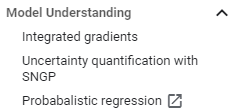 Model Understanding
Integrated gradients
Uncertainty quantification with
SNGP
Probabalistic regression